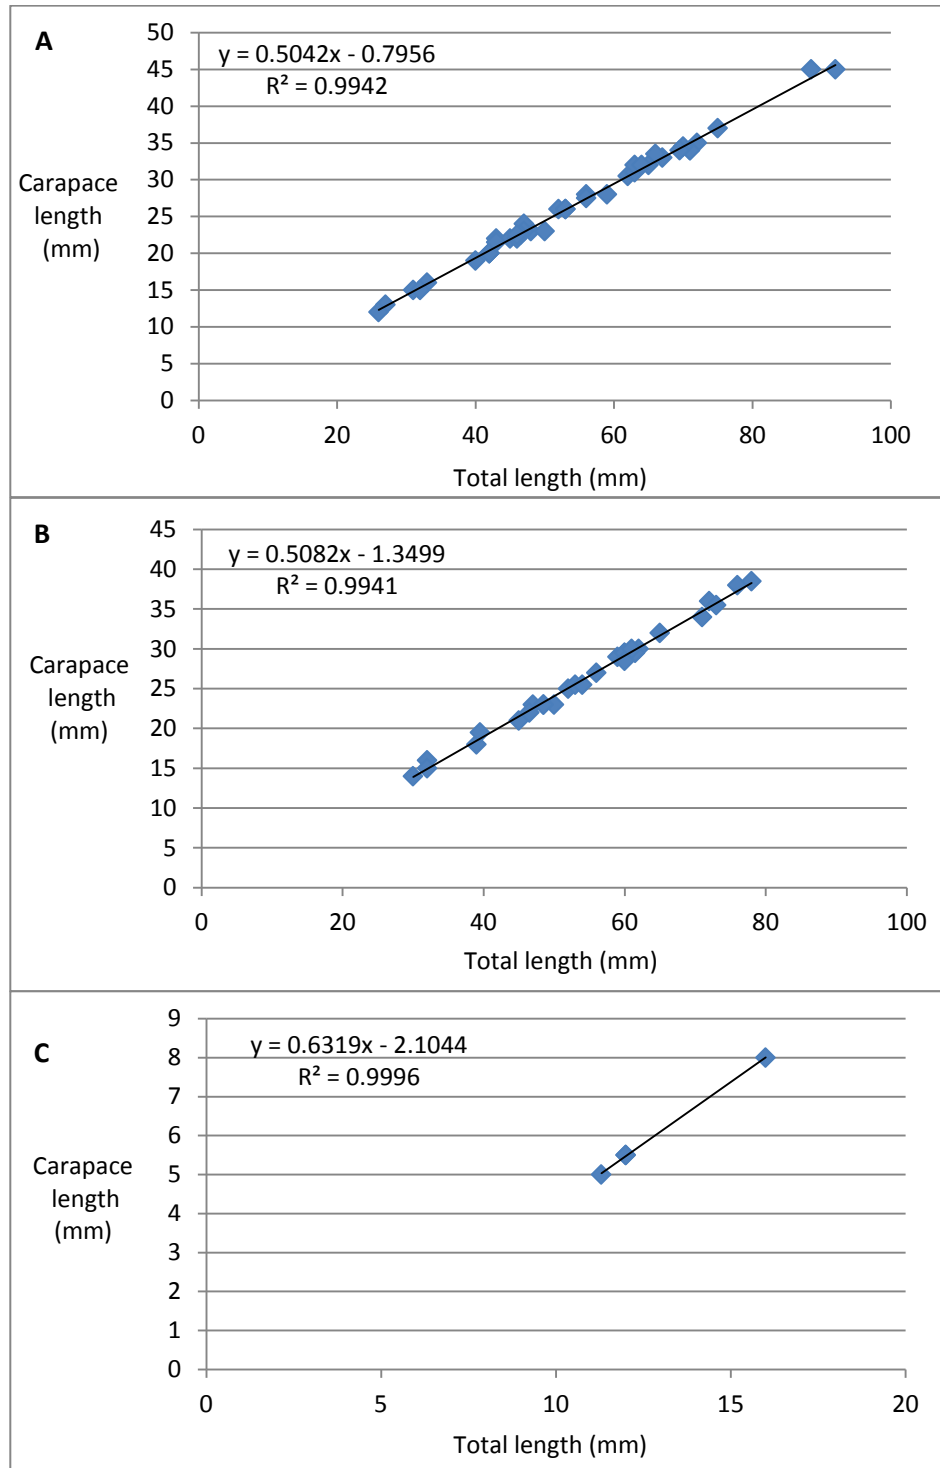 A
y = 0.5042x - 0.7956
R² = 0.9942
50
45
40
35
30
25
20
15
10
5
0
Carapace
length
(mm)
0 20 40 60 80 100
Total length (mm)
B
y = 0.5082x - 1.3499
R² = 0.9941
45
40
35
30
25
20
15
10
5
0
Carapace
length
(mm)
0 20 40 60 80 100
Total length (mm)
C
y = 0.6319x - 2.1044
R² = 0.9996
9
8
7
6
5
4
3
2
1
0
Carapace
length
(mm)
0 5 10 15 20
Total length (mm)